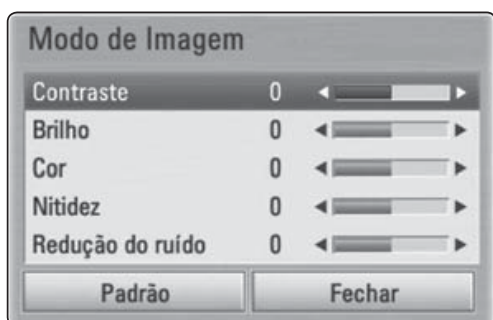 Modo de Imagem
Contraste 0
Brilho 0
Cor 0
Nitidez 0
Redução do ruído 0
Padrão Fechar